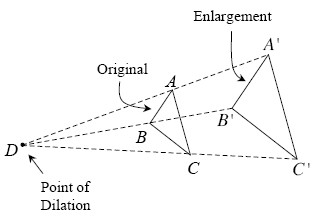 Enlargement
A'
Original
A
B'
B
D
C
C'
Point of
Dilation